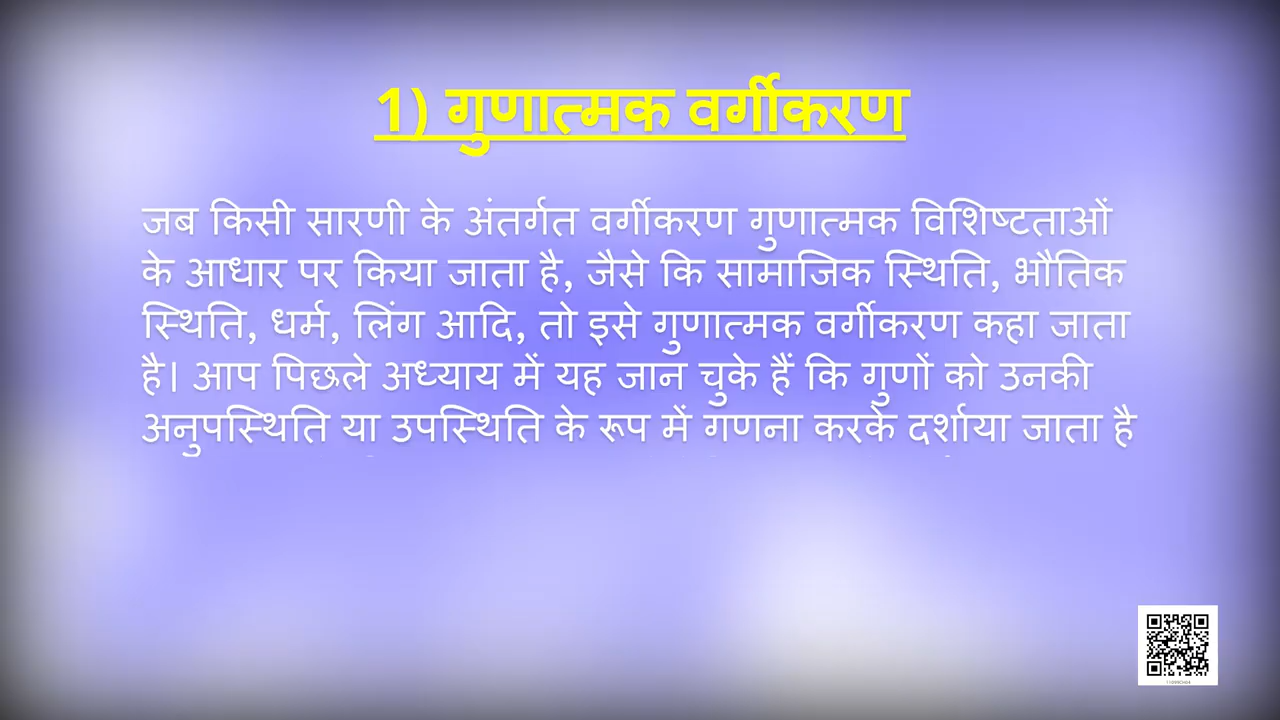 1) गुणात्मक वर्गीकरण
जब किसी सारणी के अंतर्गत वर्गीकरण गुणात्मक विशिष्टताओं
के आधार पर किया जाता है, जैसे कि सामाजिक स्थिति, भौतिक
स्थिति, धर्म, लिंग आदि, तो इसे गुणात्मक वर्गीकरण कहा जाता
है। आप पिछले अध्याय में यह जान चुके हैं कि गुणों को उनकी
अनुपस्थिति या उपस्थिति के रूप में गणना करके दर्शाया जाता है